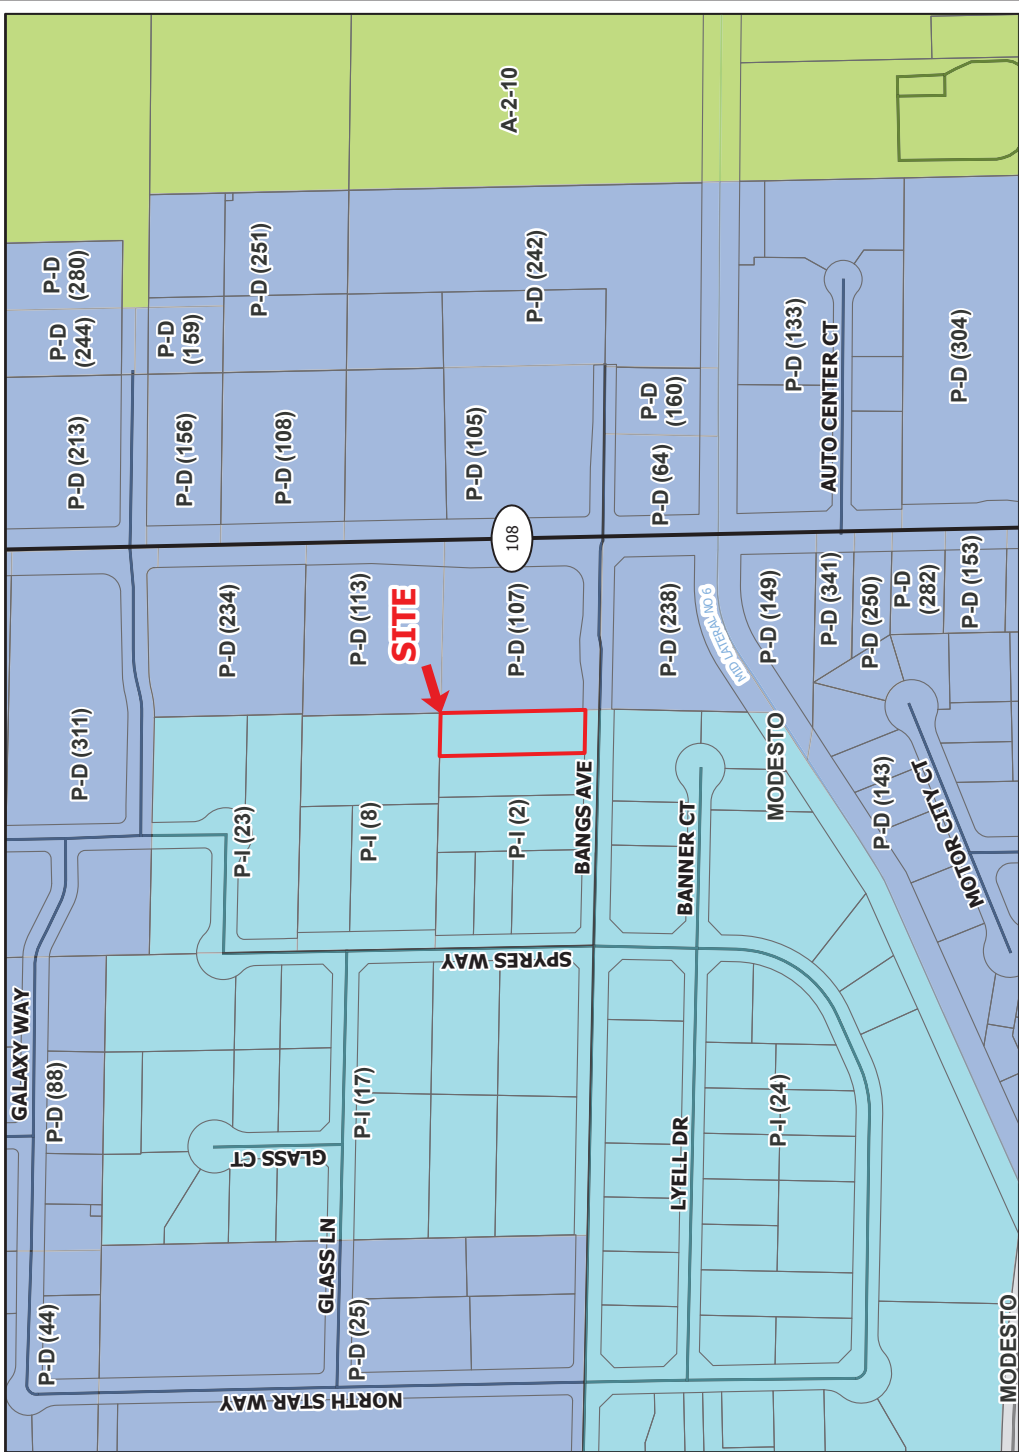 A-2-10
P-D
(280)
P-D
(244)
P-D (251)
P-D
(159)
P-D (242)
P-D (213)
P-D (156)
P-D (108)
P-D (105)
P-D
(160)
P-D (64)
P-D (133)
AUTO CENTER CT
P-D (304)
108
P-D (311)
P-D (234)
P-D (113)
SITE
P-D (107)
P-D (238)
MID LATERAL ON 6
P-D (149)
P-D (341)
P-D (250)
P-D
(282)
P-D (153)
P-I (23)
P-I (8)
P-I (2)
BANGS AVE
BANNER CT
MODESTO
P-D (143)
MOTOR CITY CT
SPYRES WAY
GALAXY WAY
P-D (88)
P-I (17)
GLASS CT
GLASS LN
LYELL DR
P-I (24)
P-D (44)
P-D (25)
NORTH STAR WAY
MODESTO